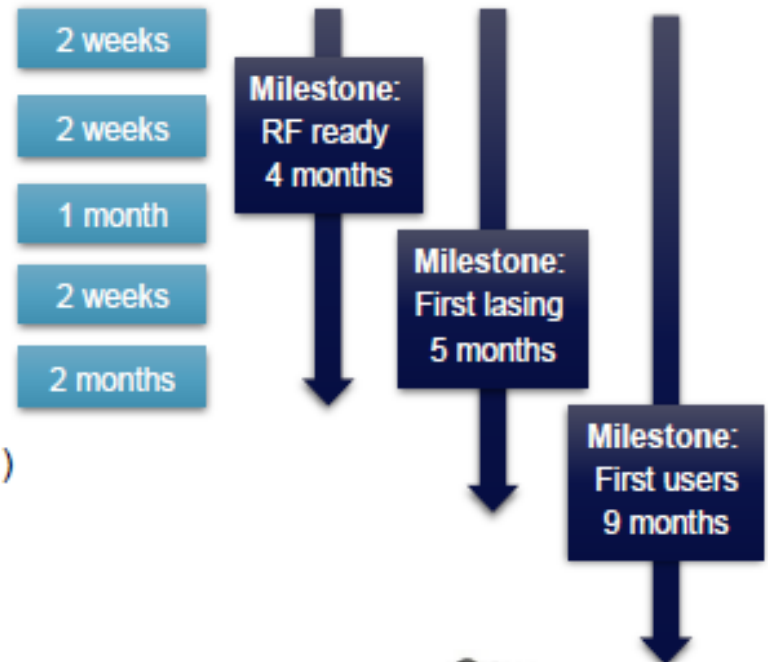 2 weeks
2 weeks
1 month
2 weeks
2 months
)
Milestone:
RF ready
4 months
Milestone:
First lasing
5 months
Milestone:
First users
9 months